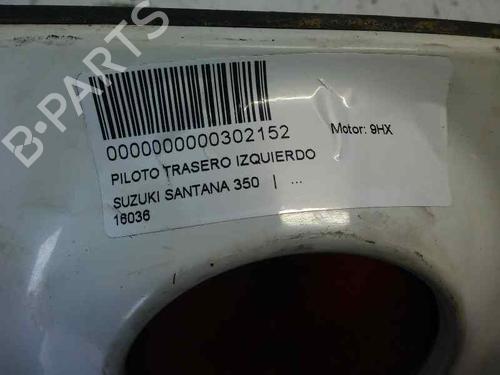 B-PARTS
0000000000302152
Motor: 9HX
PILOTO TRASERO IZQUIERDO
SUZUKI SANTANA 350 | ...
16036